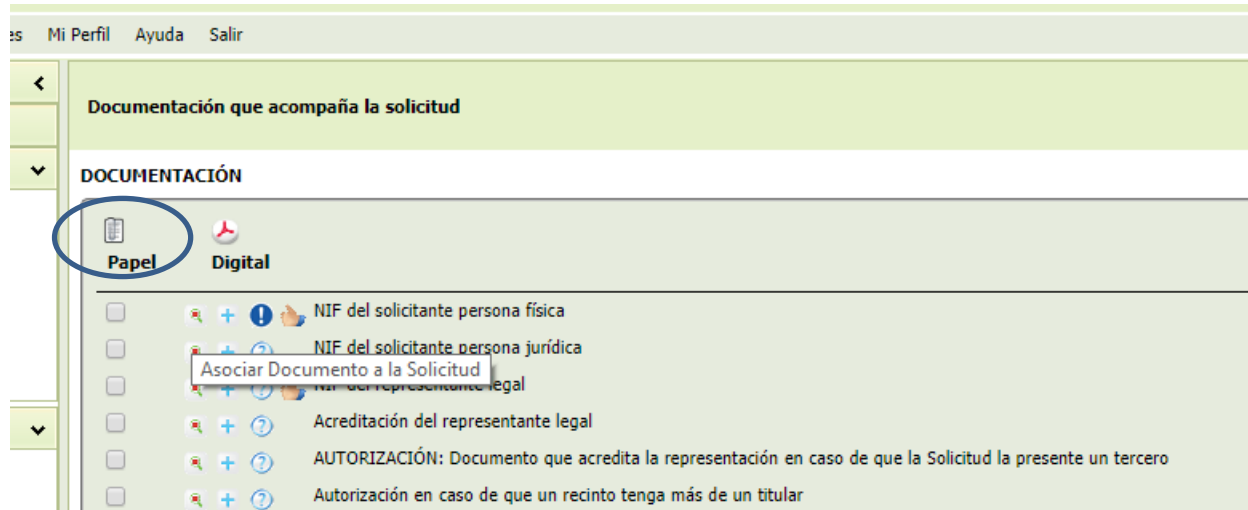 es Mi Perfil Ayuda Salir
Documentación que acompaña la solicitud
DOCUMENTACIÓN
Papel Digital
NIF del solicitante persona física
NIF del solicitante persona jurídica
Asociar Documento a la Solicitud
NIF del representante legal
Acreditación del representante legal
AUTORIZACIÓN: Documento que acredita la representación en caso de que la Solicitud la presente un tercero
Autorización en caso de que un recinto tenga más de un titular